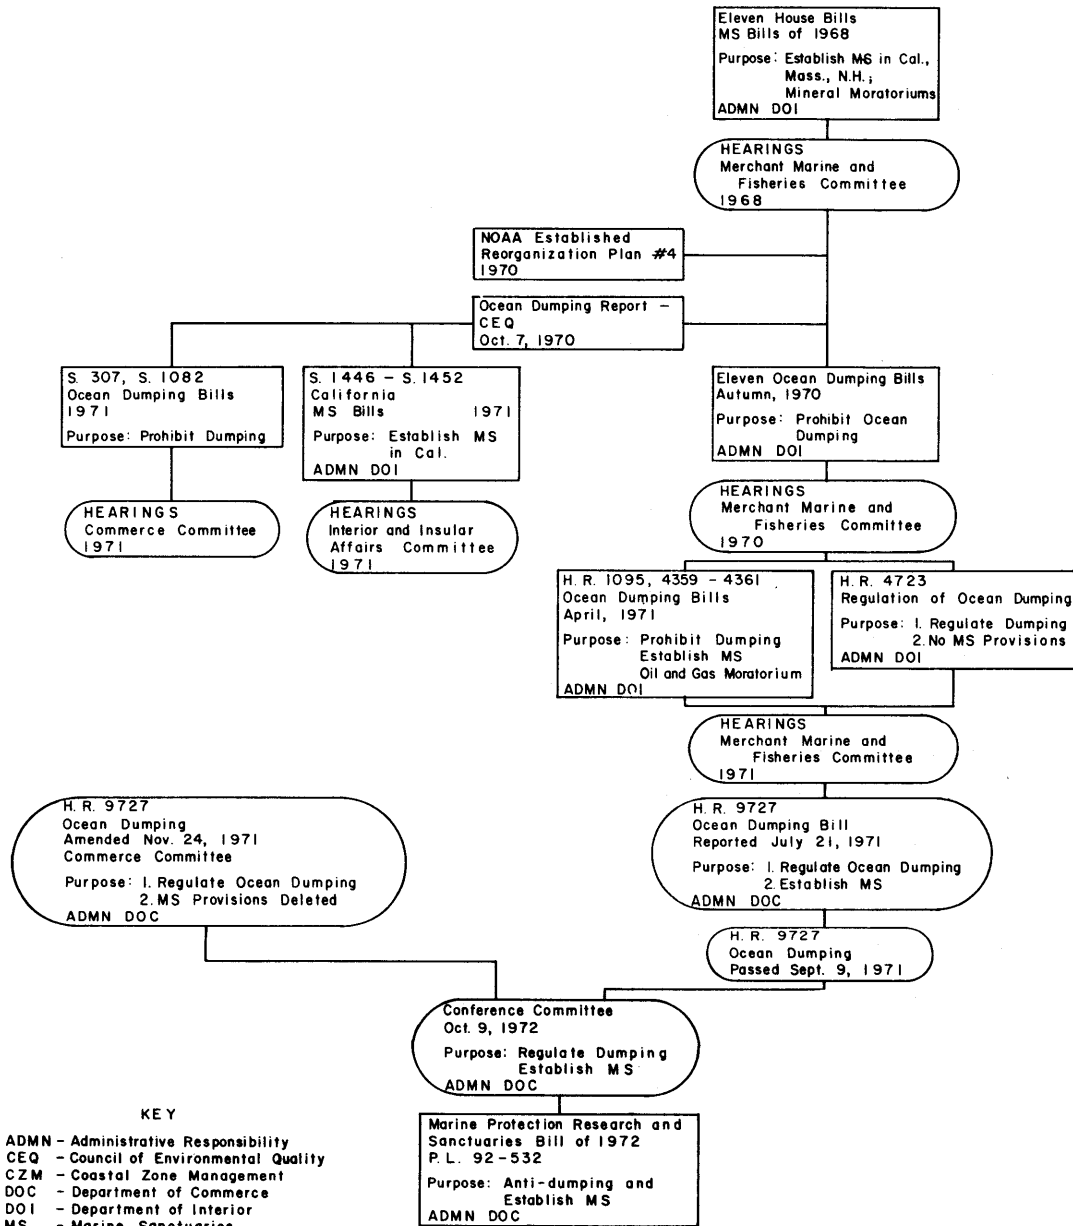 Eleven House Bills
MS Bills of 1968
Purpose: Establish MS in Cal.,
Mass., N.H.;
Mineral Moratoriums
ADMN DOI
HEARINGS
Merchant Marine and
Fisheries Committee
1968
NOAA Established
Reorganization Plan #4
1970
Ocean Dumping Report –
CEQ
Oct. 7, 1970
S. 307, S. 1082
Ocean Dumping Bills
1971
Purpose: Prohibit Dumping
S. 1446 – S. 1452
California
MS Bills 1971
Purpose: Establish MS
in Cal.
ADMN DOI
Eleven Ocean Dumping Bills
Autumn, 1970
Purpose: Prohibit Ocean
Dumping
ADMN DOI
HEARINGS
Commerce Committee
1971
HEARINGS
Interior and Insular
Affairs Committee
1971
HEARINGS
Merchant Marine and
Fisheries Committee
1970
H. R. 1095, 4359 – 4361
Ocean Dumping Bills
April, 1971
Purpose: Prohibit Dumping
Establish MS
Oil and Gas Moratorium
ADMN DOI
H. R. 4723
Regulation of Ocean Dumping
Purpose: 1. Regulate Dumping
2. No MS Provisions
ADMN DOI
HEARINGS
Merchant Marine and
Fisheries Committee
1971
H. R. 9727
Ocean Dumping
Amended Nov. 24, 1971
Commerce Committee
Purpose: 1. Regulate Ocean Dumping
2. MS Provisions Deleted
ADMN DOC
H. R. 9727
Ocean Dumping Bill
Reported July 21, 1971
Purpose: 1. Regulate Ocean Dumping
2. Establish MS
ADMN DOC
H. R. 9727
Ocean Dumping
Passed Sept. 9, 1971
Conference Committee
Oct. 9, 1972
Purpose: Regulate Dumping
Establish MS
ADMN DOC
Marine Protection Research and
Sanctuaries Bill of 1972
P. L. 92-532
Purpose: Anti-dumping and
Establish MS
ADMN DOC
KEY
ADMN – Administrative Responsibility
CEQ – Council of Environmental Quality
CZM – Coastal Zone Management
DOC – Department of Commerce
DOI – Department of Interior
MS – Marine Sanctuaries